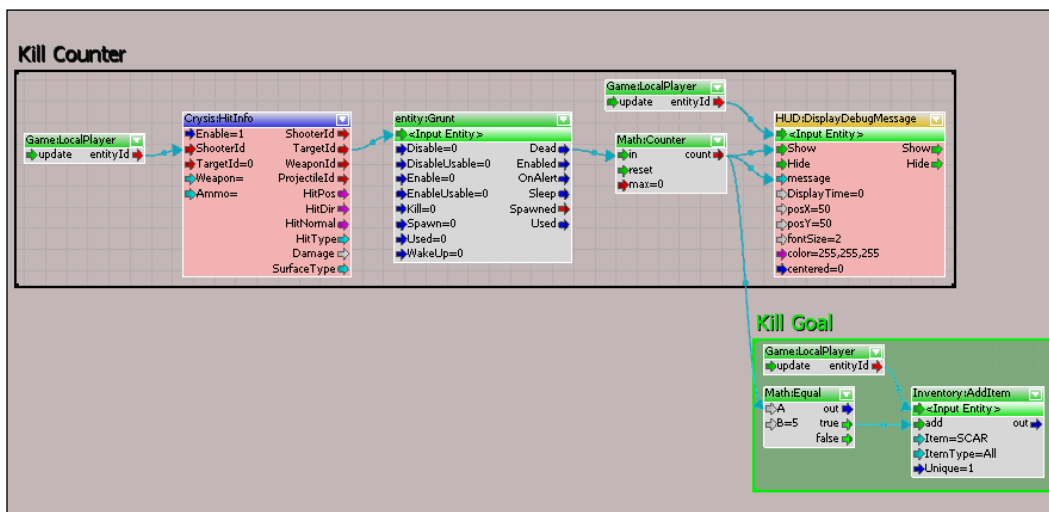 Kill Counter
Game:LocalPlayer
update entityId
Crysis:HitInfo
Enable=1 ShooterId
ShooterId TargetId
TargetId=0 WeaponId
Weapon= ProjectileId
Ammo= HitPos
HitDir
HitNormal
HitType
Damage
SurfaceType
entity:Grunt
<Input Entity>
Disable=0 Dead
DisableUsable=0 Enabled
Enable=0 OnAlert
EnableUsable=0 Sleep
Kill=0 Spawned
Spawn=0 Used
Used=0
WakeUp=0
Game:LocalPlayer
update entityId
Math:Counter
in count
reset
max=0
HUD:DisplayDebugMessage
<Input Entity>
Show Show
Hide Hide
message
DisplayTime=0
posX=50
posY=50
fontSize=2
color=255,255,255
centered=0
Kill Goal
Game:LocalPlayer
update entityId
Math:Equal
A out
B=5 true
false
Inventory:AddItem
<Input Entity>
add out
Item=SCAR
ItemType=All
Unique=1